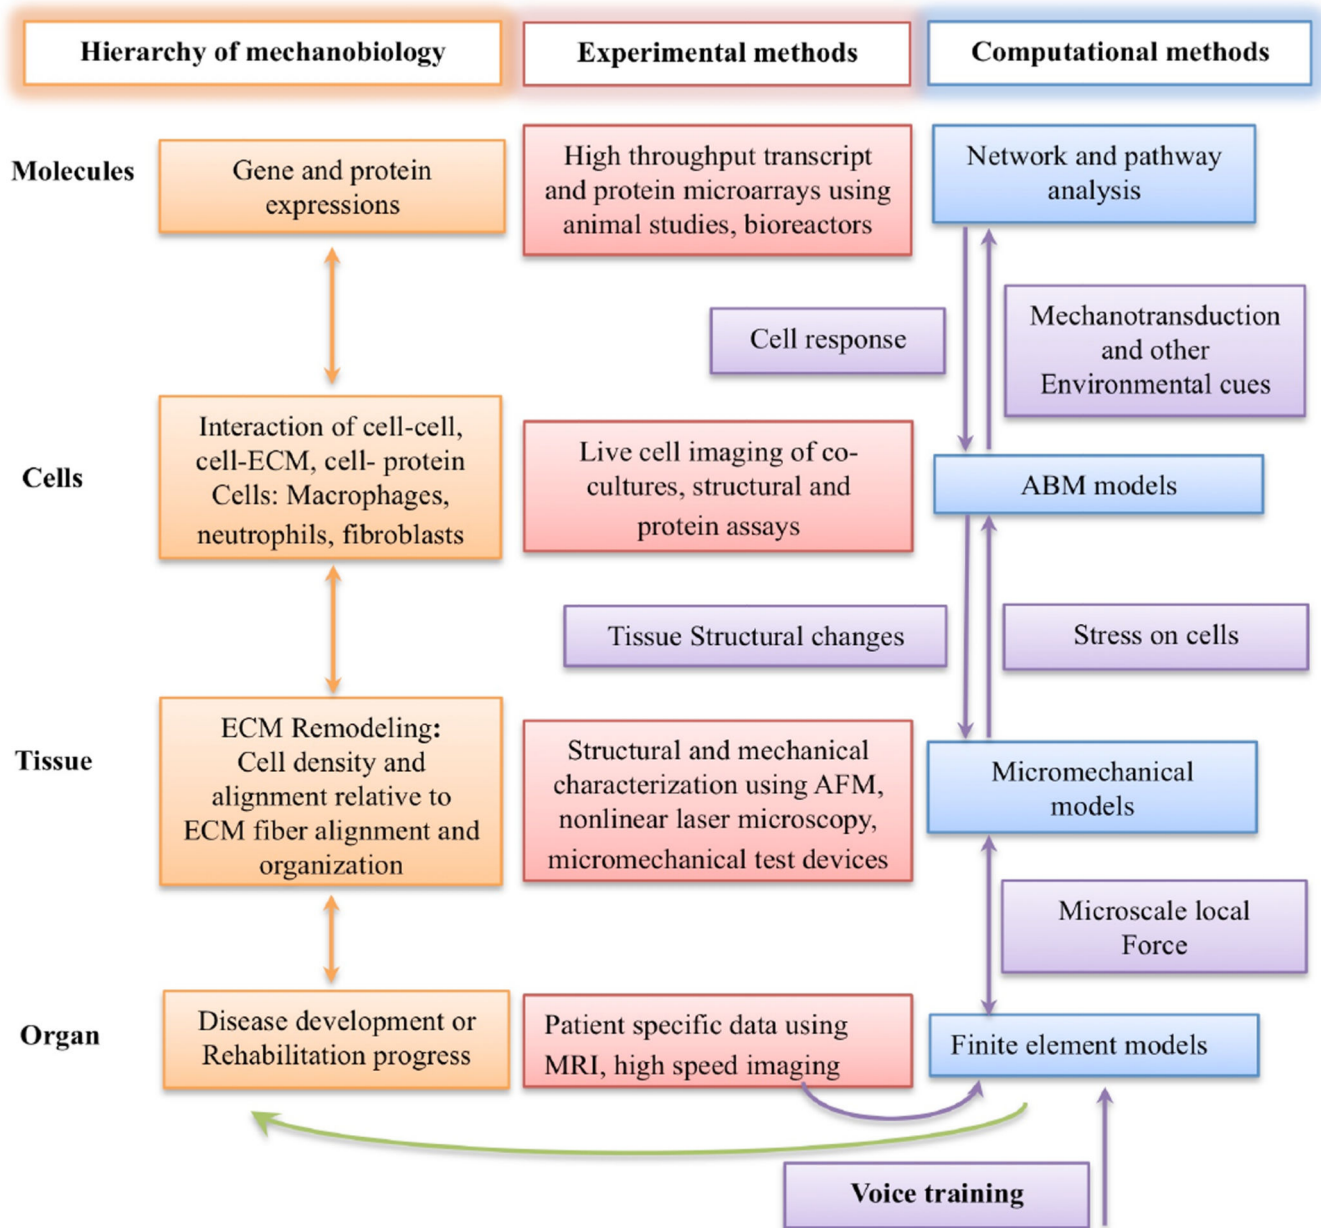 Hierarchy of mechanobiology
Experimental methods
Computational methods
Molecules
Gene and protein
expressions
High throughput transcript
and protein microarrays using
animal studies, bioreactors
Network and pathway
analysis
Cell response
Mechanotransduction
and other
Environmental cues
Cells
Interaction of cell-cell,
cell-ECM, cell- protein
Cells: Macrophages,
neutrophils, fibroblasts
Live cell imaging of co-
cultures, structural and
protein assays
ABM models
Tissue Structural changes
Stress on cells
Tissue
ECM Remodeling:
Cell density and
alignment relative to
ECM fiber alignment and
organization
Structural and mechanical
characterization using AFM,
nonlinear laser microscopy,
micromechanical test devices
Micromechanical
models
Microscale local
Force
Organ
Disease development or
Rehabilitation progress
Patient specific data using
MRI, high speed imaging
Finite element models
Voice training